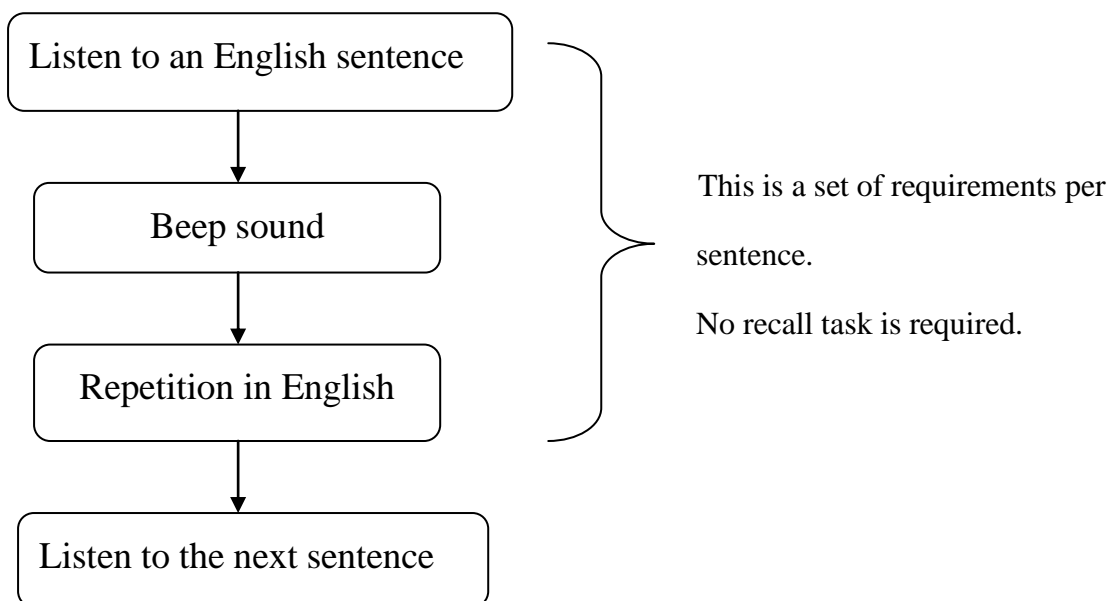 Listen to an English sentence
Beep sound
Repetition in English
Listen to the next sentence
This is a set of requirements per
sentence.
No recall task is required.